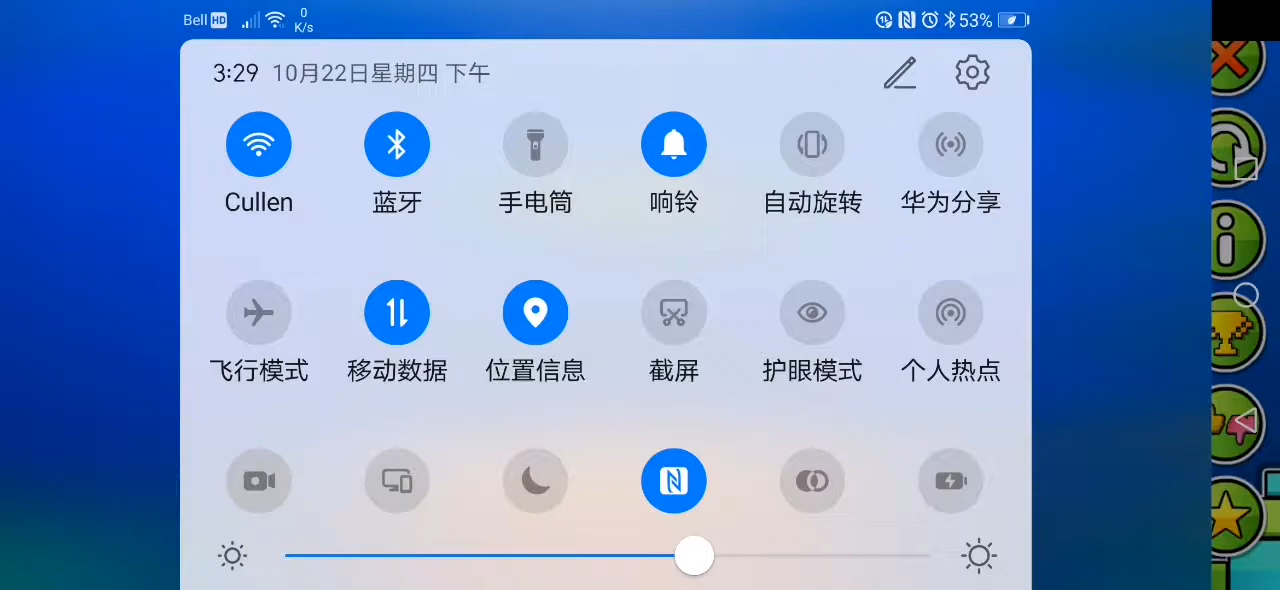 Bell HD
0
K/s
53%
3:29 10月22日星期四 下午
Cullen 蓝牙 手电筒 响铃 自动旋转 华为分享
飞行模式 移动数据 位置信息 截屏 护眼模式 个人热点